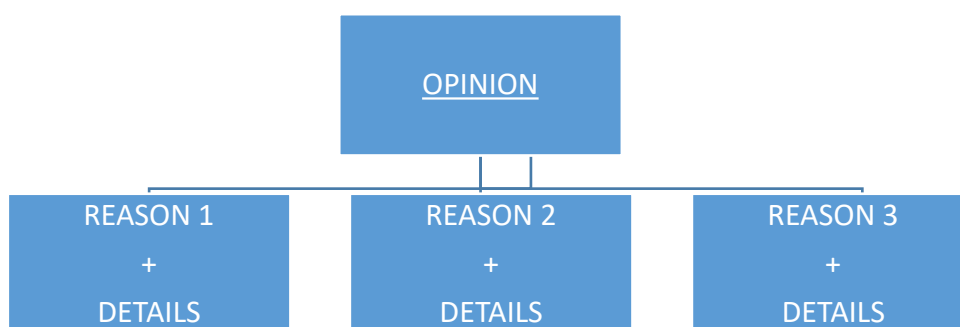 OPINION
REASON 1
+
DETAILS
REASON 2
+
DETAILS
REASON 3
+
DETAILS